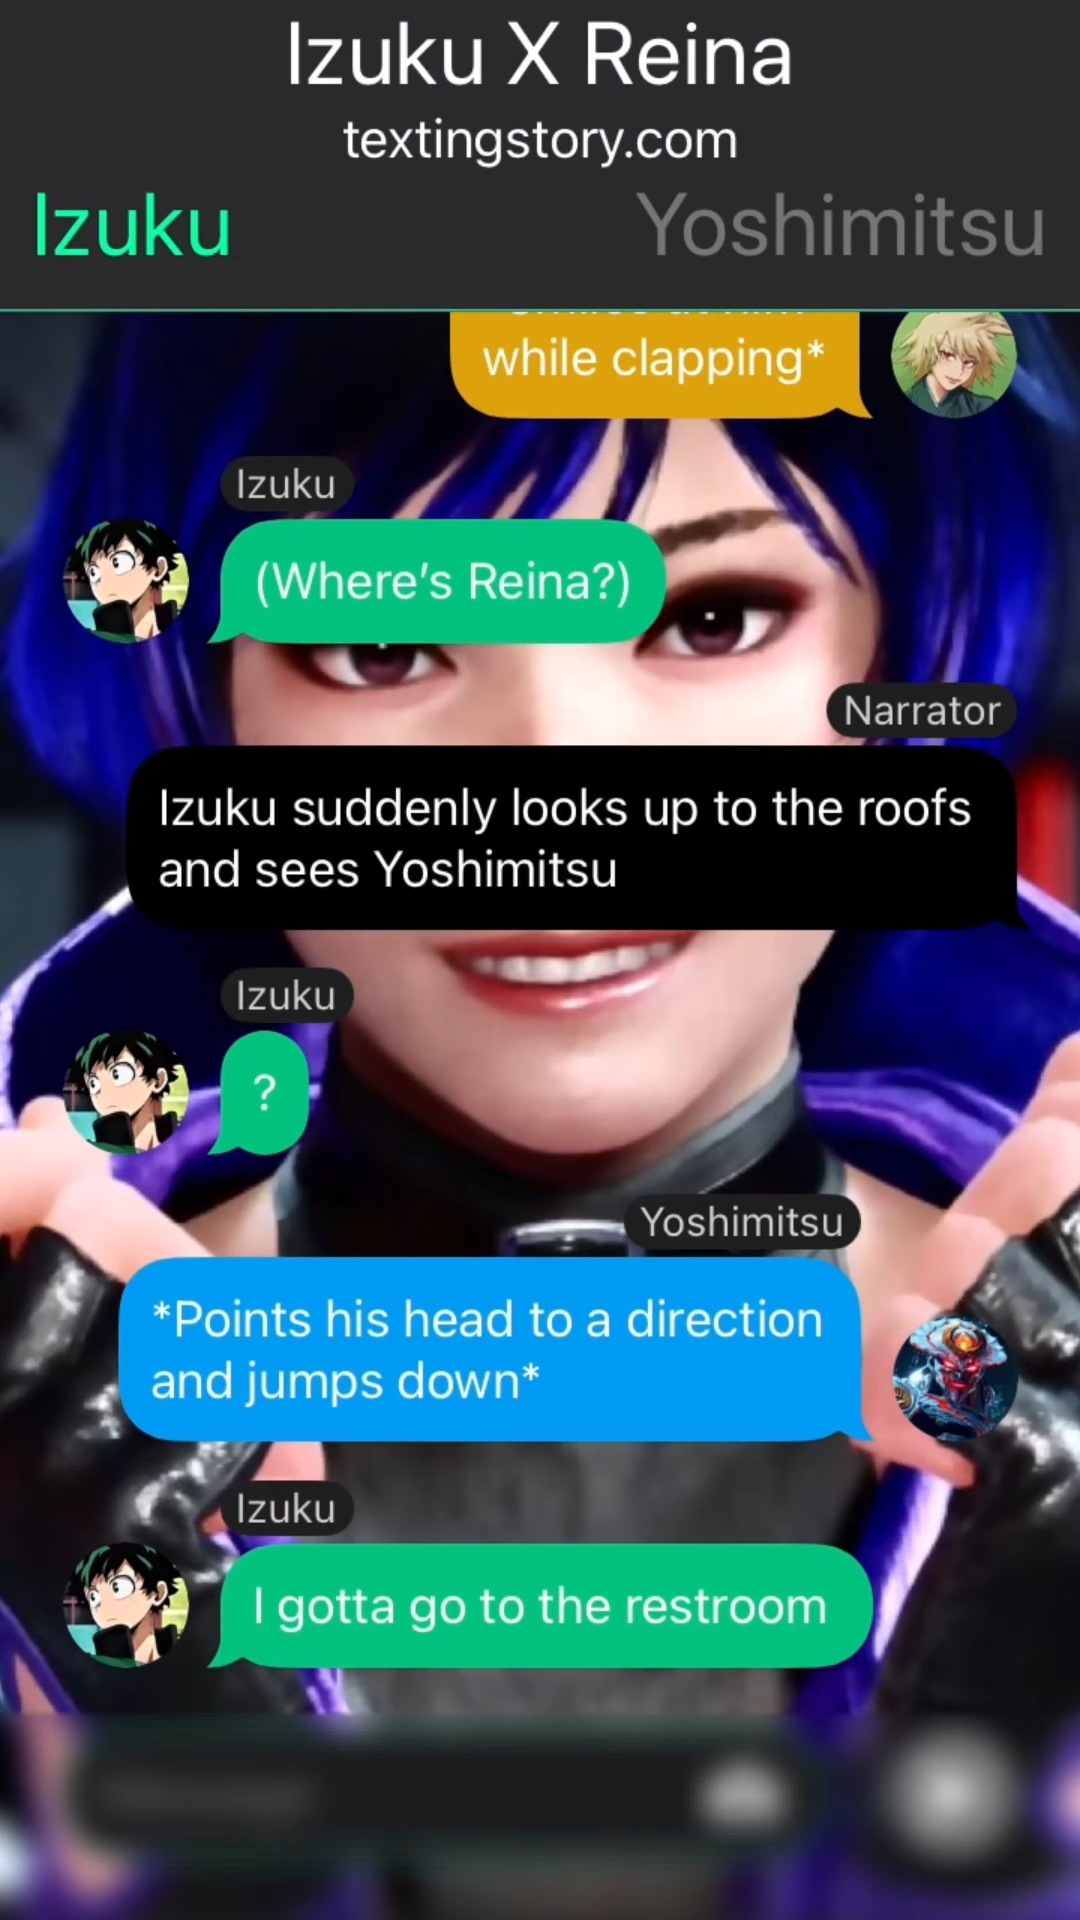 Izuku X Reina
textingstory.com
Izuku
Yoshimitsu
while clapping*
Izuku
(Where's Reina?)
Narrator
Izuku suddenly looks up to the roofs
and sees Yoshimitsu
Izuku
?
Yoshimitsu
*Points his head to a direction
and jumps down*
Izuku
I gotta go to the restroom